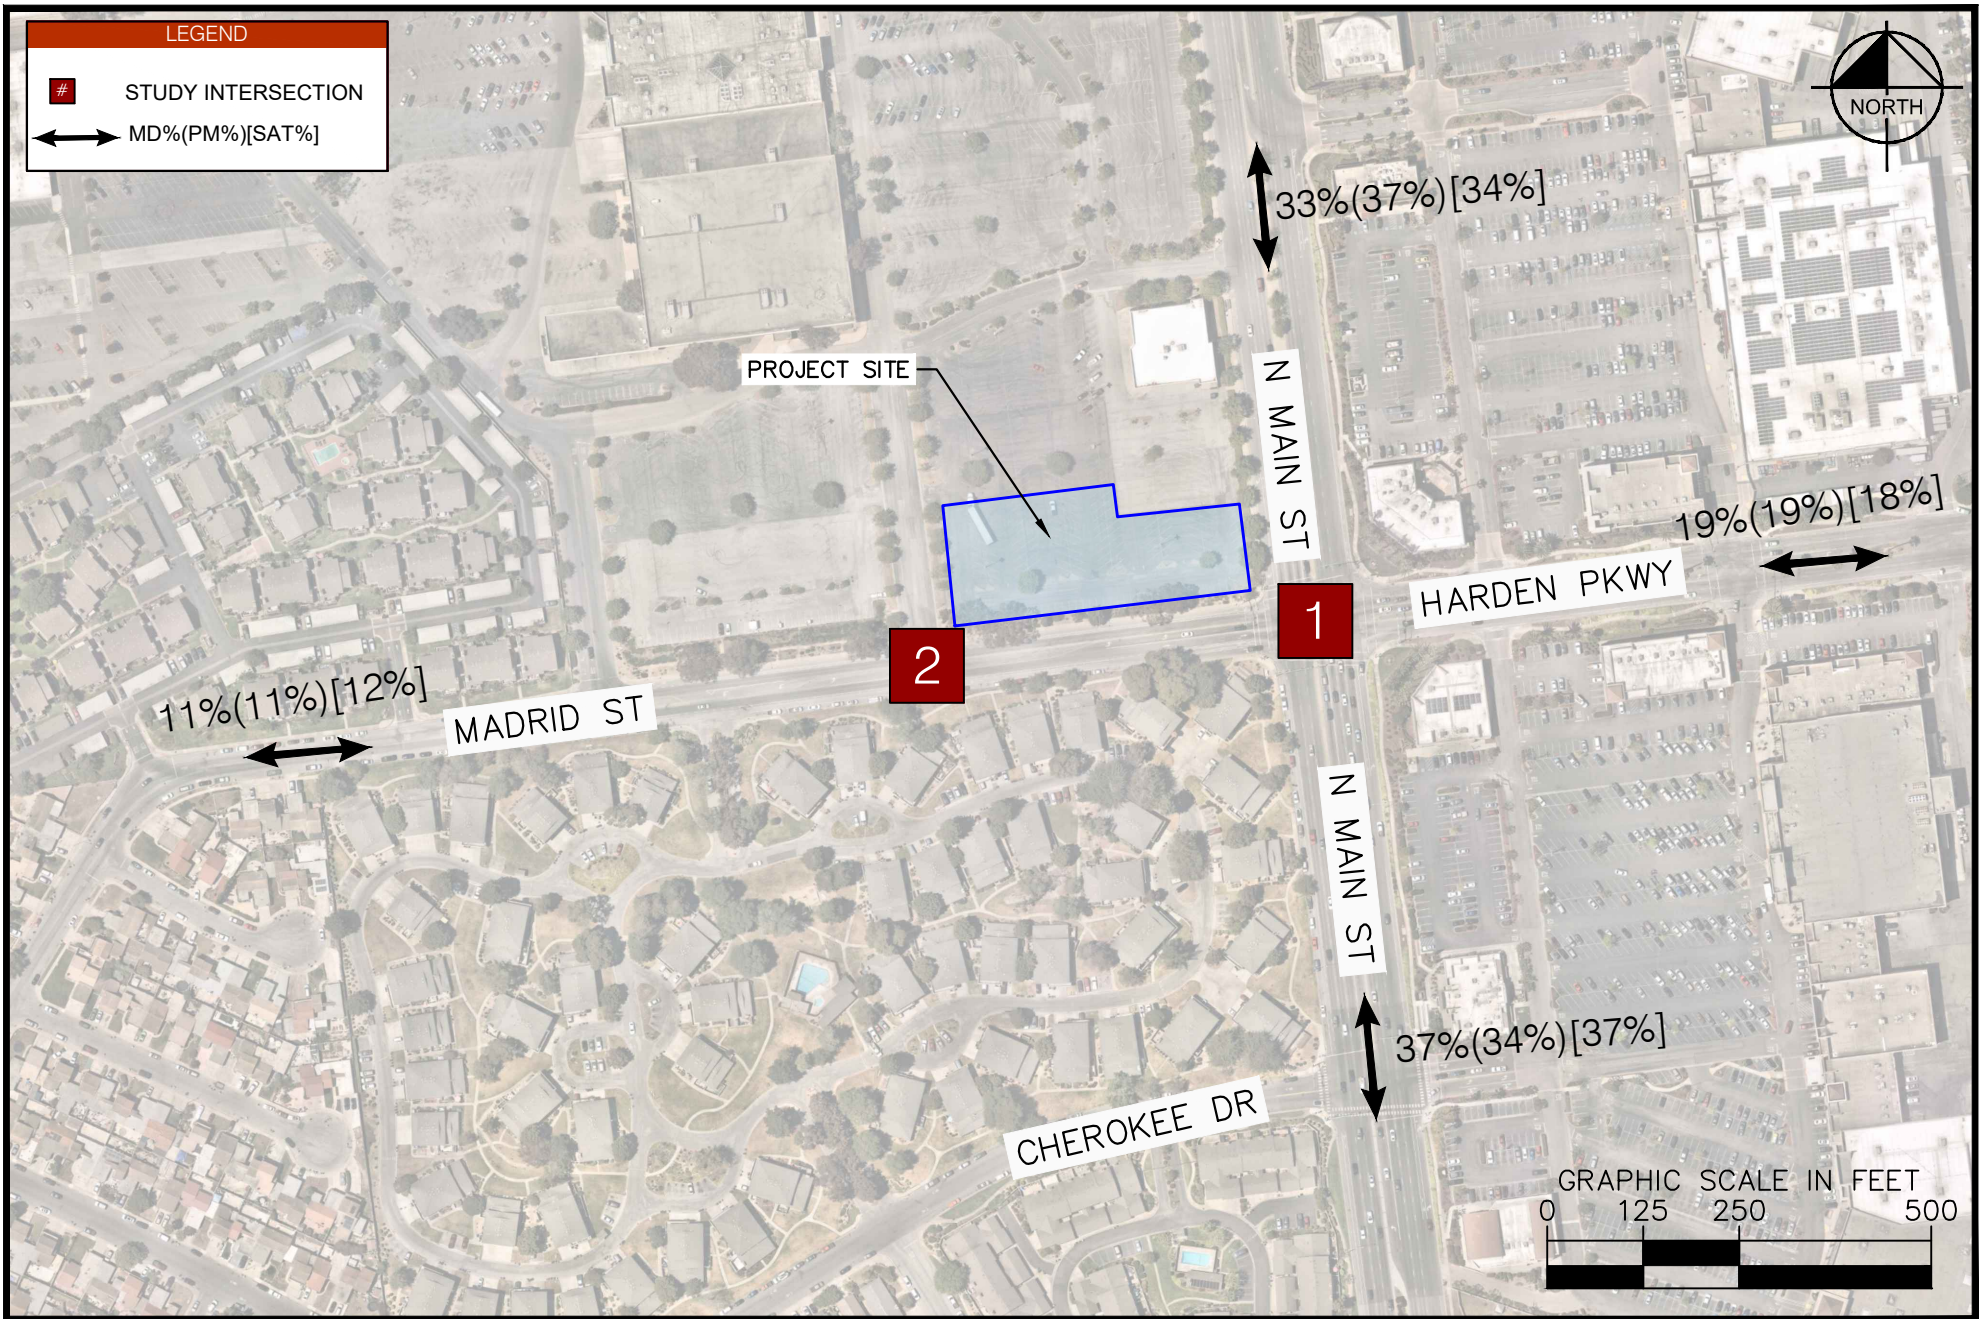 LEGEND
# STUDY INTERSECTION
MD%(PM%)[SAT%]
NORTH
33%(37%)[34%]
PROJECT SITE
N MAIN ST
19%(19%)[18%]
HARDEN PKWY
1
2
11%(11%)[12%]
MADRID ST
N MAIN ST
37%(34%)[37%]
CHEROKEE DR
GRAPHIC SCALE IN FEET
0 125 250 500